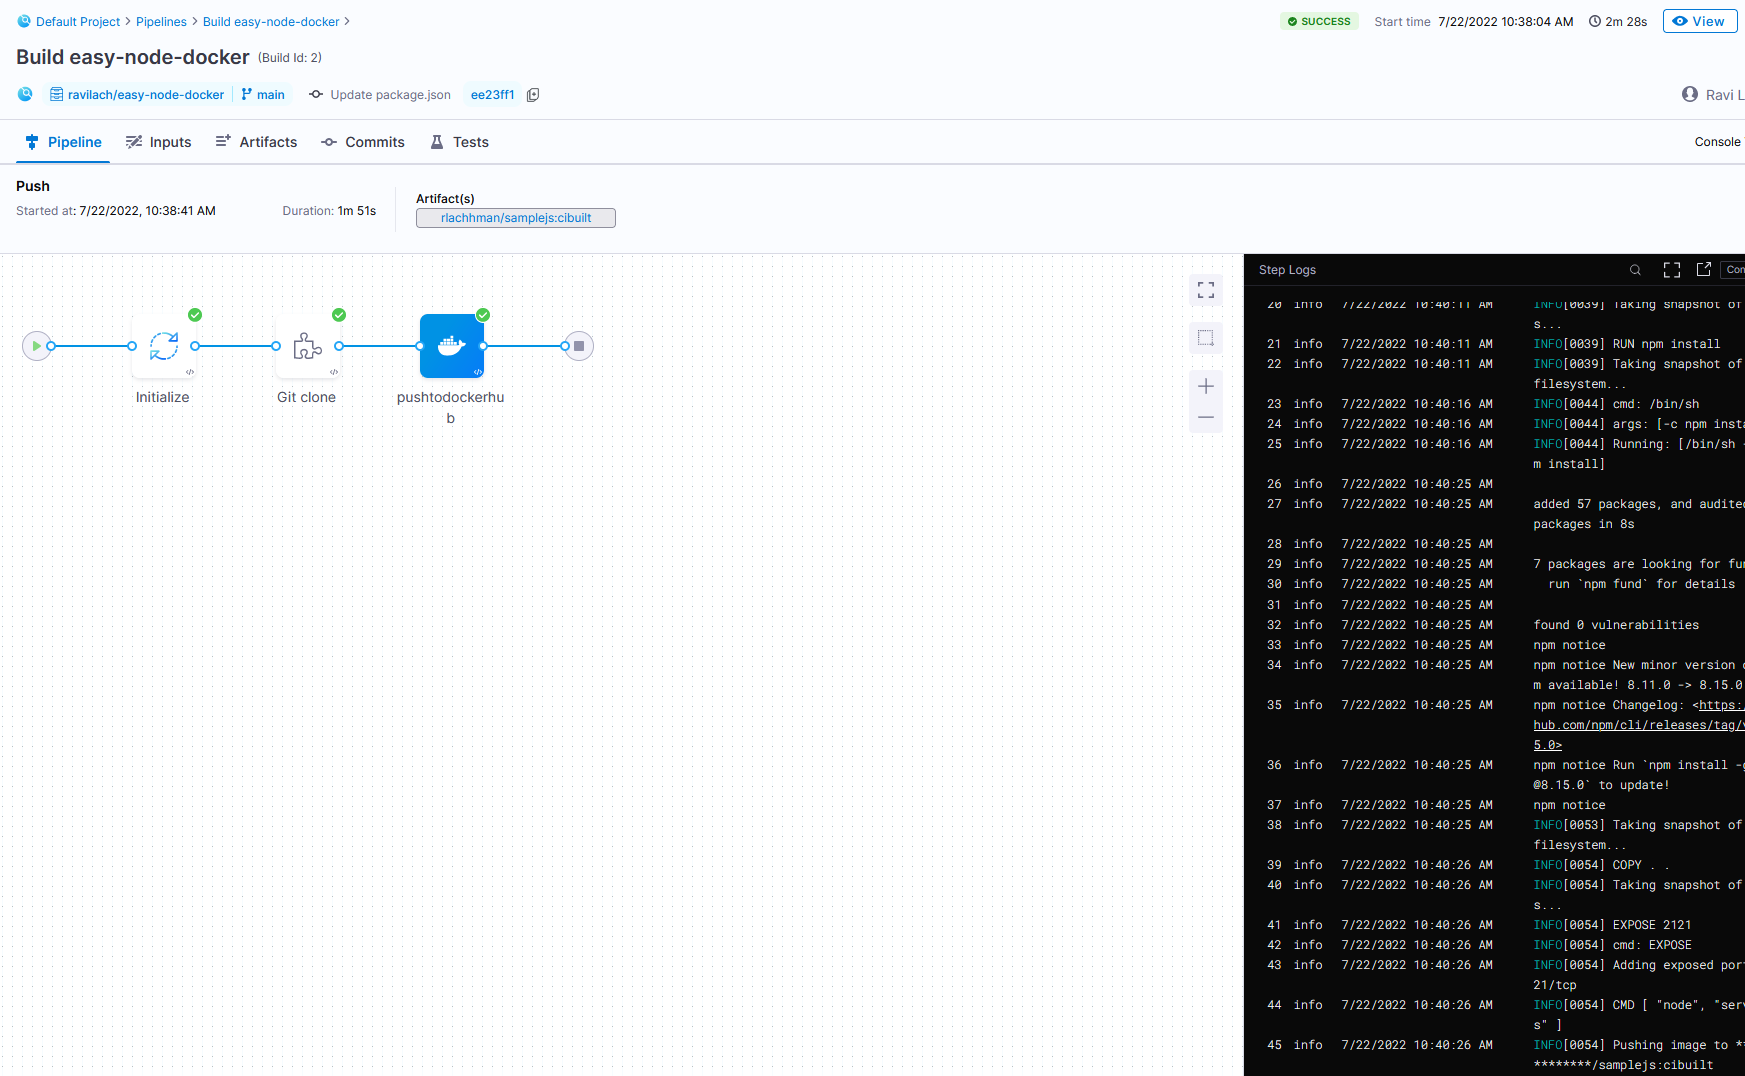 Default Project > Pipelines > Build easy-node-docker >
SUCCESS Start time 7/22/2022 10:38:04 AM 2m 28s View
Build easy-node-docker (Build Id: 2)
ravilach/easy-node-docker main Update package.json ee23ff1
Ravi L
Pipeline Inputs Artifacts Commits Tests
Console
Push
Started at: 7/22/2022, 10:38:41 AM Duration: 1m 51s
Artifact(s)
rlachhman/samplejs:cibuilt
Initialize
Git clone
pushtodockerhu
b
Step Logs
Con
20 info 7/22/2022 10:40:11 AM INFO[0039] Taking snapshot of
s...
21 info 7/22/2022 10:40:11 AM INFO[0039] RUN npm install
22 info 7/22/2022 10:40:11 AM INFO[0039] Taking snapshot of
filesystem...
23 info 7/22/2022 10:40:16 AM INFO[0044] cmd: /bin/sh
24 info 7/22/2022 10:40:16 AM INFO[0044] args: [-c npm insta
25 info 7/22/2022 10:40:16 AM INFO[0044] Running: [/bin/sh -
m install]
26 info 7/22/2022 10:40:25 AM
27 info 7/22/2022 10:40:25 AM added 57 packages, and audited
packages in 8s
28 info 7/22/2022 10:40:25 AM
29 info 7/22/2022 10:40:25 AM 7 packages are looking for fun
30 info 7/22/2022 10:40:25 AM run `npm fund` for details
31 info 7/22/2022 10:40:25 AM
32 info 7/22/2022 10:40:25 AM found 0 vulnerabilities
33 info 7/22/2022 10:40:25 AM npm notice
34 info 7/22/2022 10:40:25 AM npm notice New minor version o
m available! 8.11.0 -> 8.15.0
35 info 7/22/2022 10:40:25 AM npm notice Changelog: <https:/
hub.com/npm/cli/releases/tag/v
5.0>
36 info 7/22/2022 10:40:25 AM npm notice Run `npm install -g
@8.15.0` to update!
37 info 7/22/2022 10:40:25 AM npm notice
38 info 7/22/2022 10:40:25 AM INFO[0053] Taking snapshot of
filesystem...
39 info 7/22/2022 10:40:26 AM INFO[0054] COPY . .
40 info 7/22/2022 10:40:26 AM INFO[0054] Taking snapshot of
s...
41 info 7/22/2022 10:40:26 AM INFO[0054] EXPOSE 2121
42 info 7/22/2022 10:40:26 AM INFO[0054] cmd: EXPOSE
43 info 7/22/2022 10:40:26 AM INFO[0054] Adding exposed por
21/tcp
44 info 7/22/2022 10:40:26 AM INFO[0054] CMD [ "node", "serv
s" ]
45 info 7/22/2022 10:40:26 AM INFO[0054] Pushing image to **
********/samplejs:cibuilt